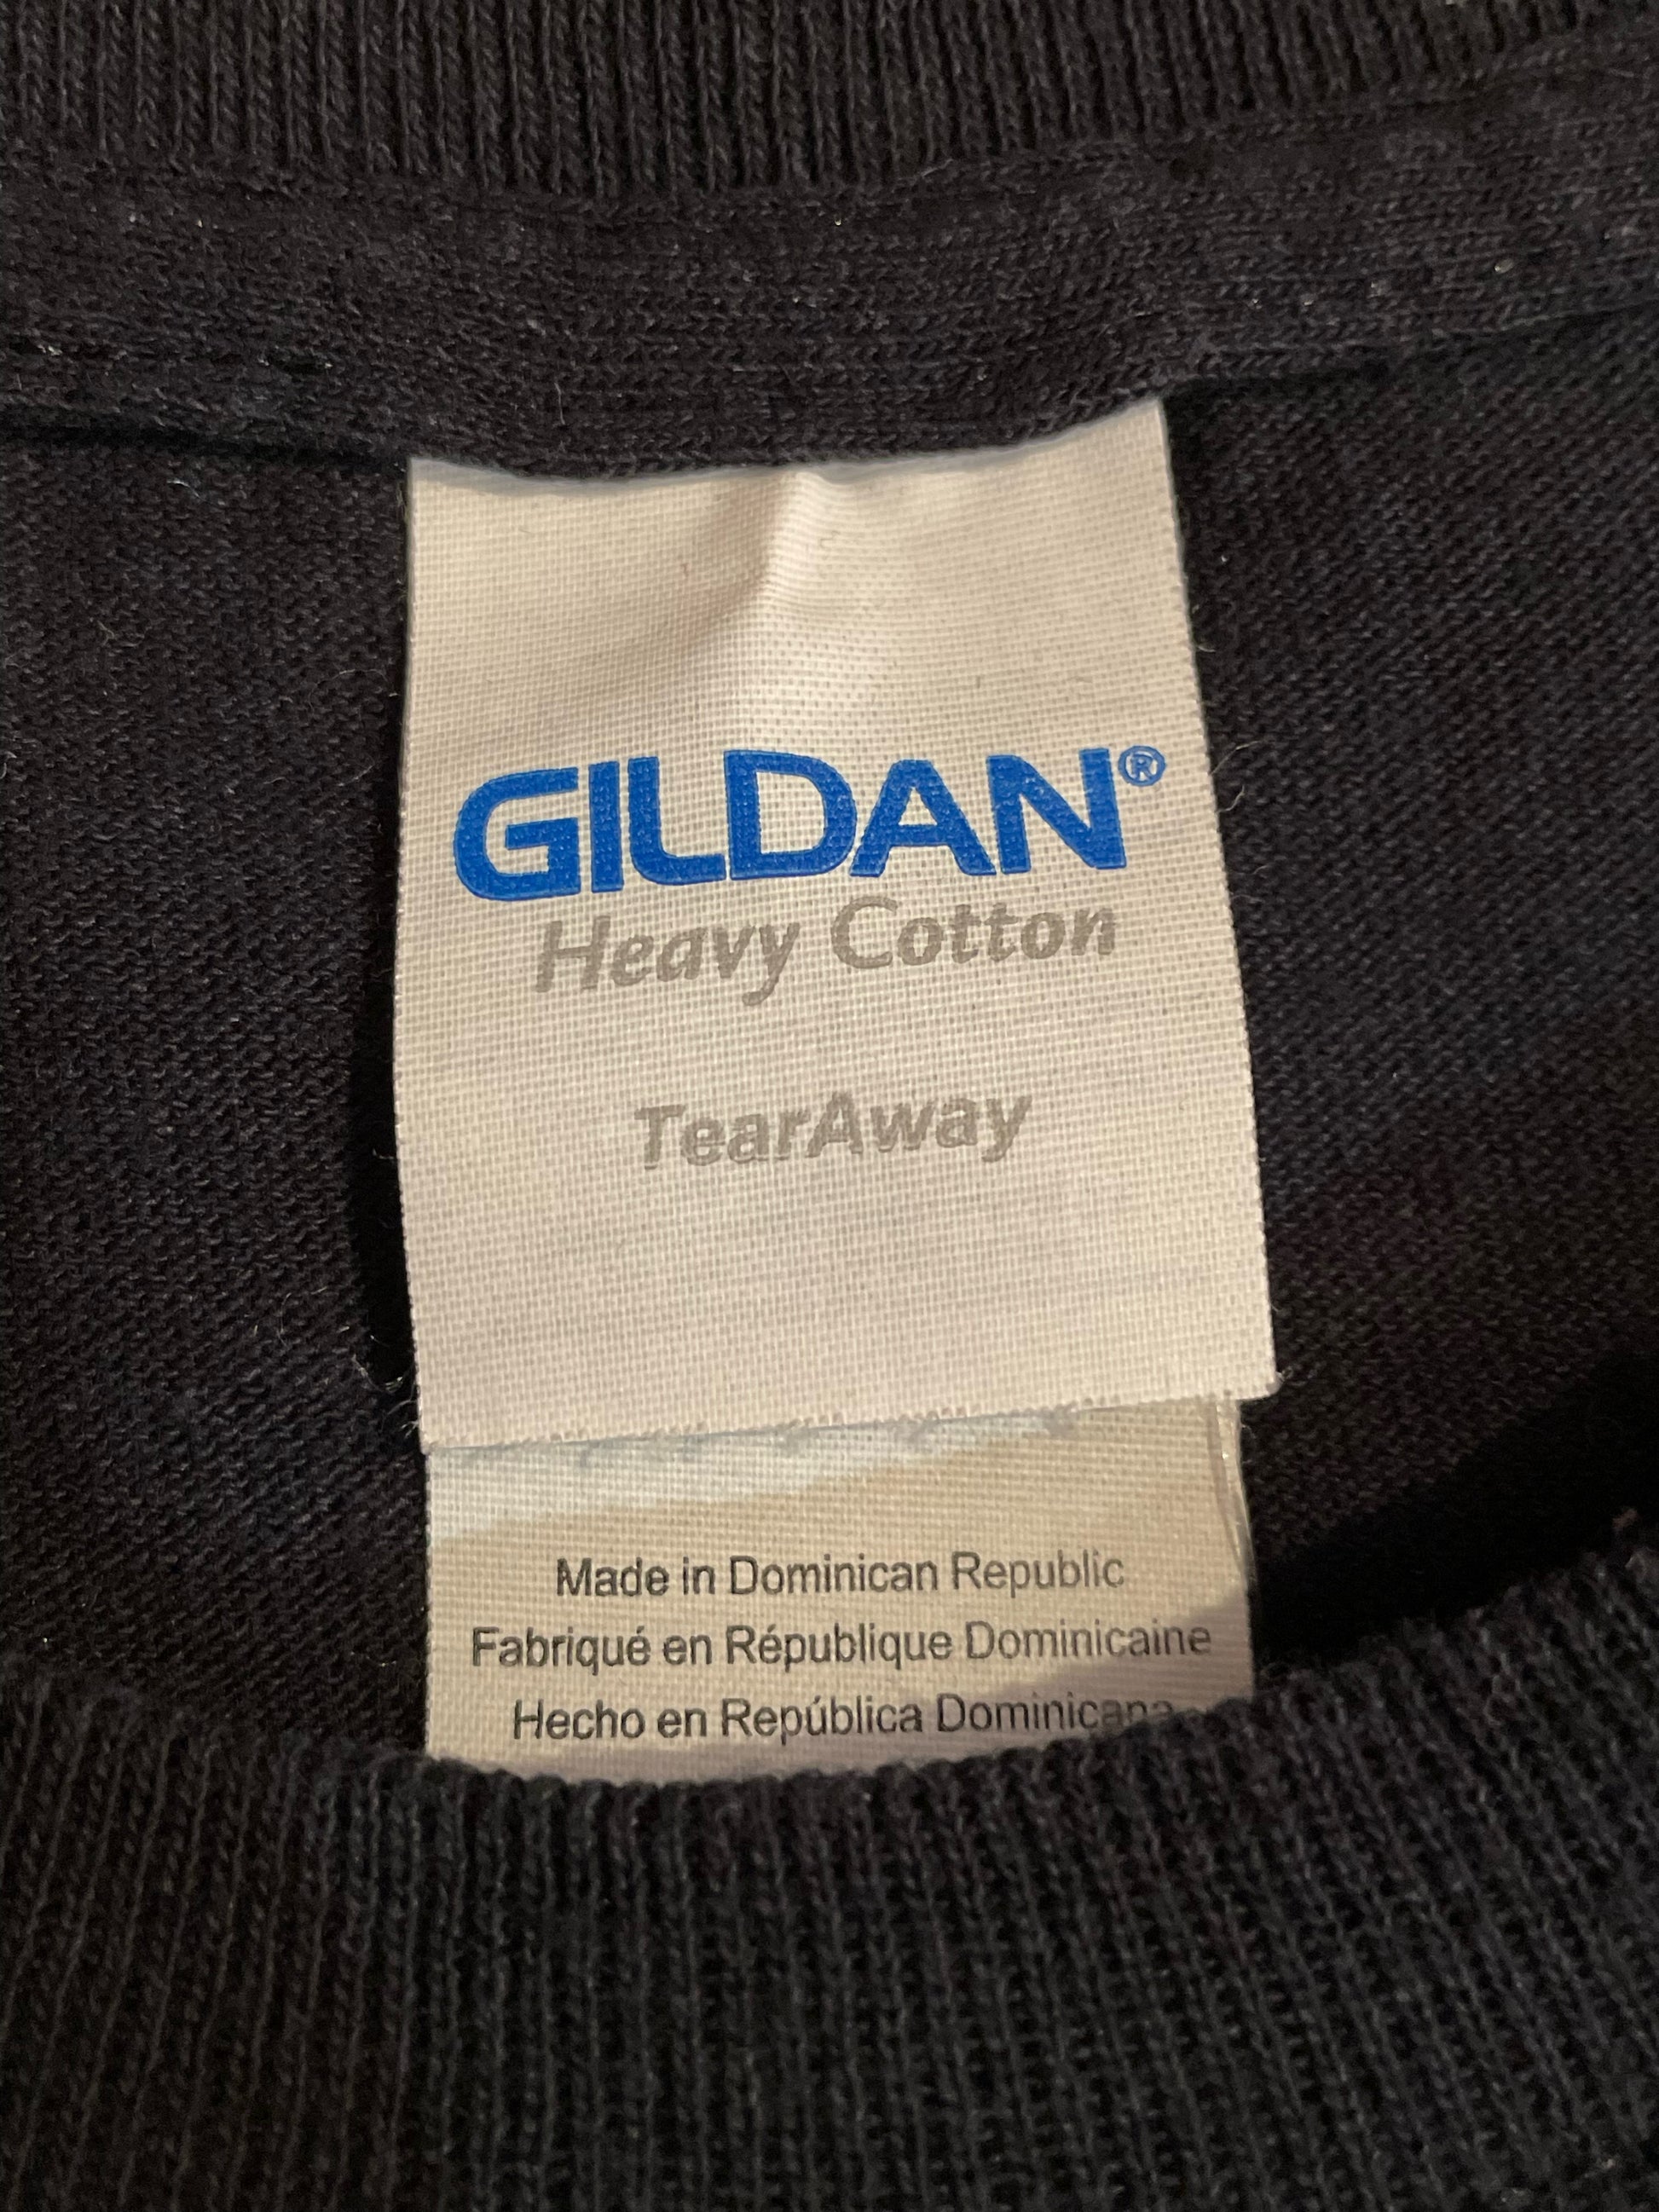 GILDAN®
Heavy Cotton
TearAway
Made in Dominican Republic
Fabriqué en République Dominicaine
Hecho en República Dominicana